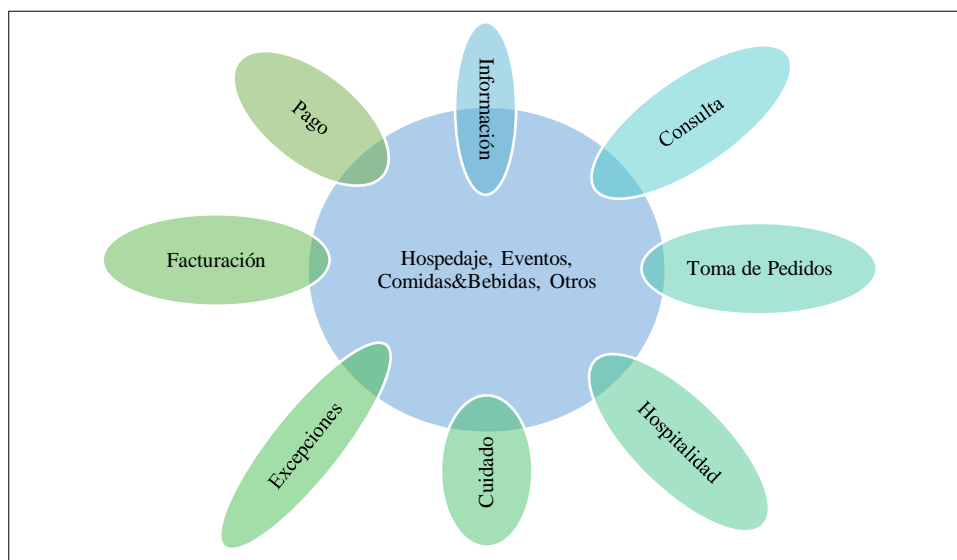 Información
Consulta
Toma de Pedidos
Hospitalidad
Cuidado
Excepciones
Facturación
Pago
Hospedaje, Eventos,
Comidas&Bebidas, Otros